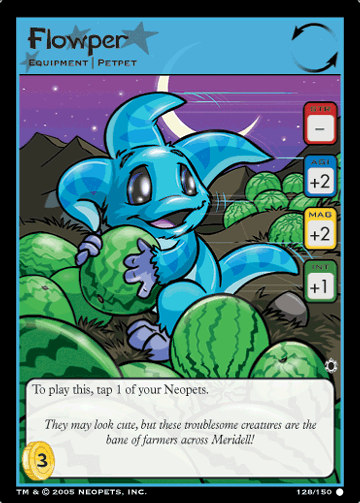 Flowper
EQUIPMENT | PETPET
STR
–
AGI
+2
MAG
+2
INT
+1
To play this, tap 1 of your Neopets.
They may look cute, but these troublesome creatures are the
bane of farmers across Meridell!
3
TM & © 2005 NEOPETS, INC.
128/150